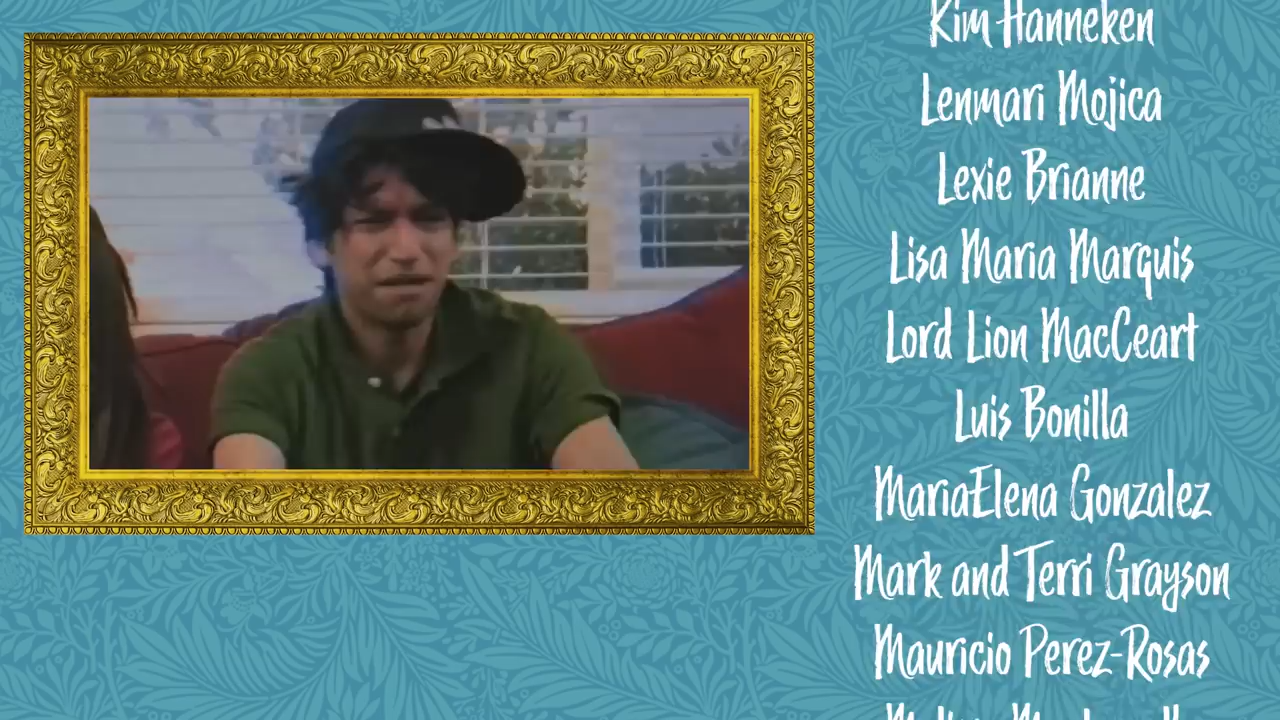 Kim Hanneken
Lenmari Mojica
Lexie Brianne
Lisa Maria Marquis
Lord Lion MacCeart
Luis Bonilla
MariaElena Gonzalez
Mark and Terri Grayson
Mauricio Perez-Rosas